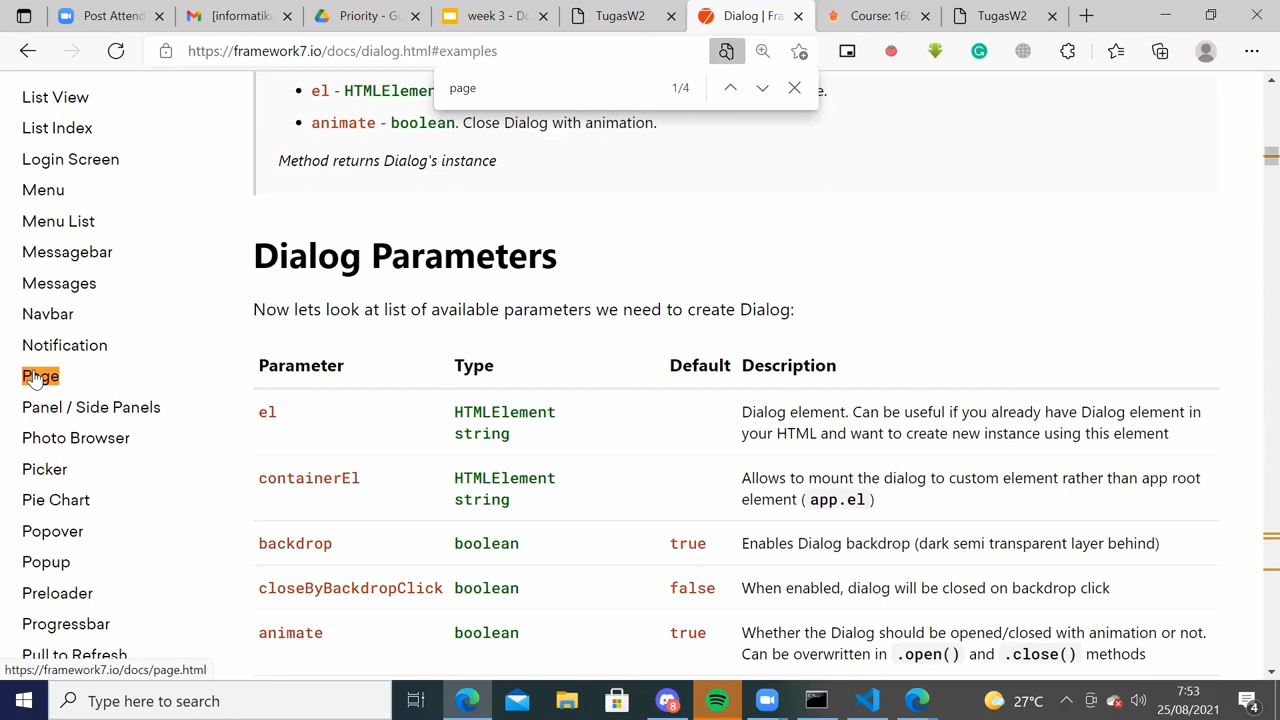 Post Attend
[informatik
Priority - Go
week 3 - Do
TugasW2
Dialog | Fra
Course: 160
TugasW2
https://framework7.io/docs/dialog.html#examples
page
1/4
List View
List Index
Login Screen
Menu
Menu List
Messagebar
Messages
Navbar
Notification
Page
Panel / Side Panels
Photo Browser
Picker
Pie Chart
Popover
Popup
Preloader
Progressbar
Pull to Refresh
https://framework7.io/docs/page.html
el - HTMLElemen e.
animate - boolean. Close Dialog with animation.
Method returns Dialog's instance
Dialog Parameters
Now lets look at list of available parameters we need to create Dialog:
Parameter Type Default Description
el HTMLElement Dialog element. Can be useful if you already have Dialog element in
string your HTML and want to create new instance using this element
containerEl HTMLElement Allows to mount the dialog to custom element rather than app root
string element ( app.el )
backdrop boolean true Enables Dialog backdrop (dark semi transparent layer behind)
closeByBackdropClick boolean false When enabled, dialog will be closed on backdrop click
animate boolean true Whether the Dialog should be opened/closed with animation or not.
Can be overwritten in .open() and .close() methods
Type here to search
8
27°C
7:53
25/08/2021
4